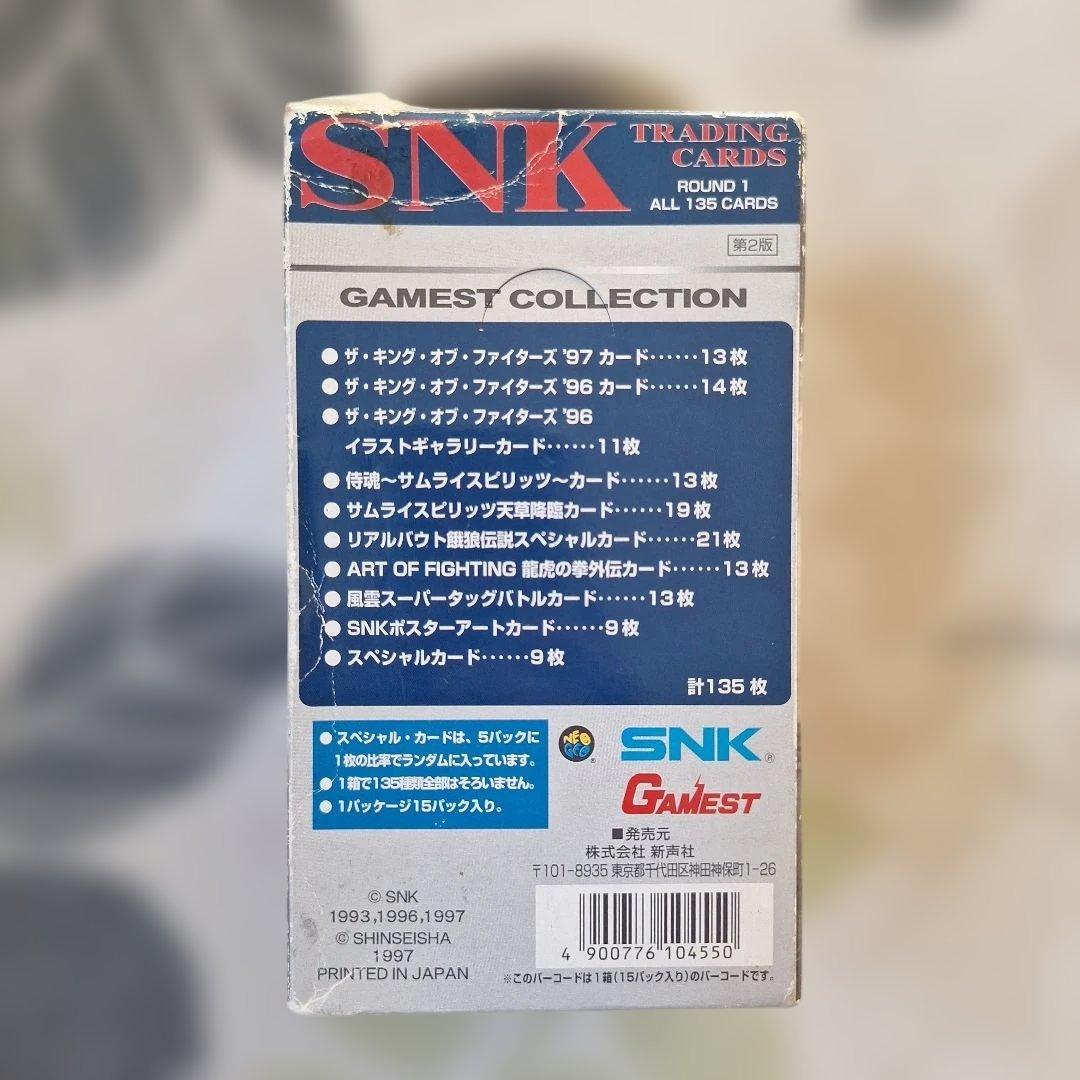 SNK
TRADING
CARDS
ROUND 1
ALL 135 CARDS
第2版
GAMEST COLLECTION
●ザ・キング・オブ・ファイターズ'97 カード……13枚
●ザ・キング・オブ・ファイターズ'96 カード……14枚
●ザ・キング・オブ・ファイターズ'96
イラストギャラリーカード……11枚
●侍魂〜サムライスピリッツ〜カード……13枚
●サムライスピリッツ天草降臨カード……19枚
●リアルバウト餓狼伝説スペシャルカード……21枚
●ART OF FIGHTING 龍虎の拳外伝カード……13枚
●風雲スーパータッグバトルカード……13枚
●SNKポスターアートカード……9枚
●スペシャルカード……9枚
計135枚
●スペシャル・カードは、5パックに
1枚の比率でランダムに入っています。
●1箱で135種類全部はそろいません。
●1パッケージ15パック入り。
NEO
GEO®
SNK®
GAMEST
■発売元
株式会社 新声社
〒101-8935 東京都千代田区神田神保町1-26
© SNK
1993,1996,1997
© SHINSEISHA
1997
PRINTED IN JAPAN
4 900776 104550
※このバーコードは1箱(15パック入り)のバーコードです。